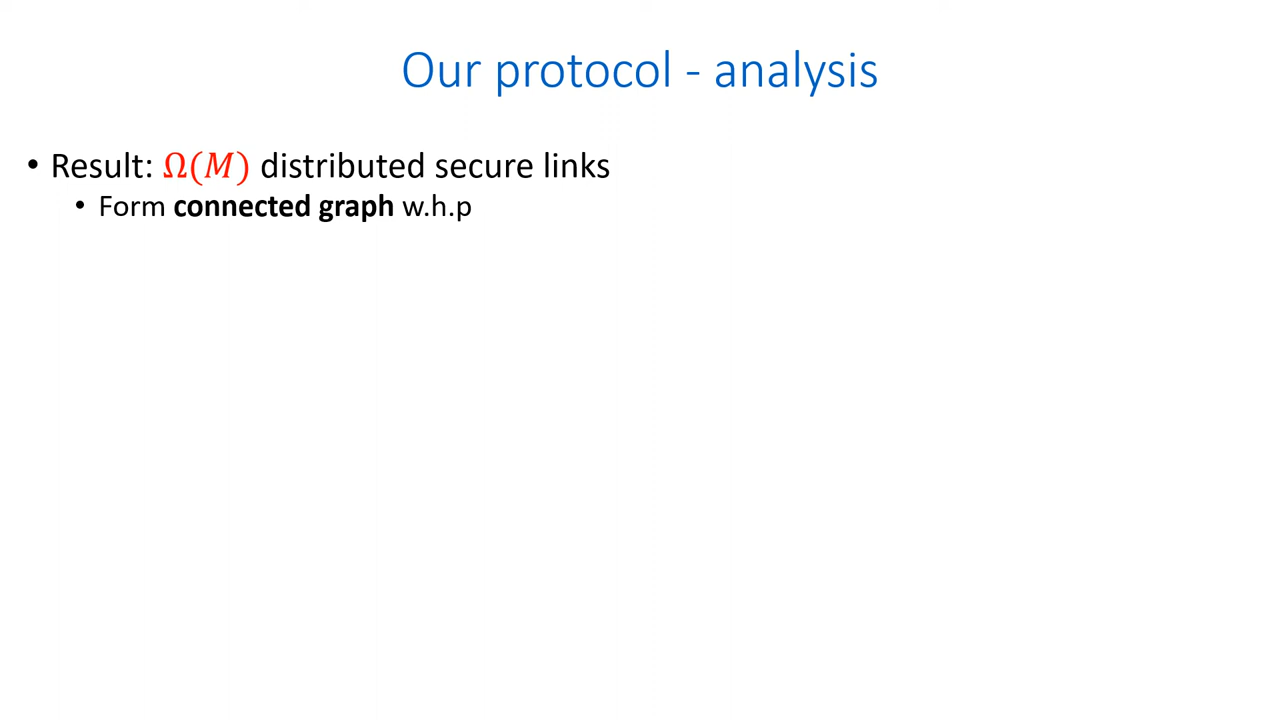 Our protocol - analysis
• Result: Ω(𝑀) distributed secure links
• Form connected graph w.h.p